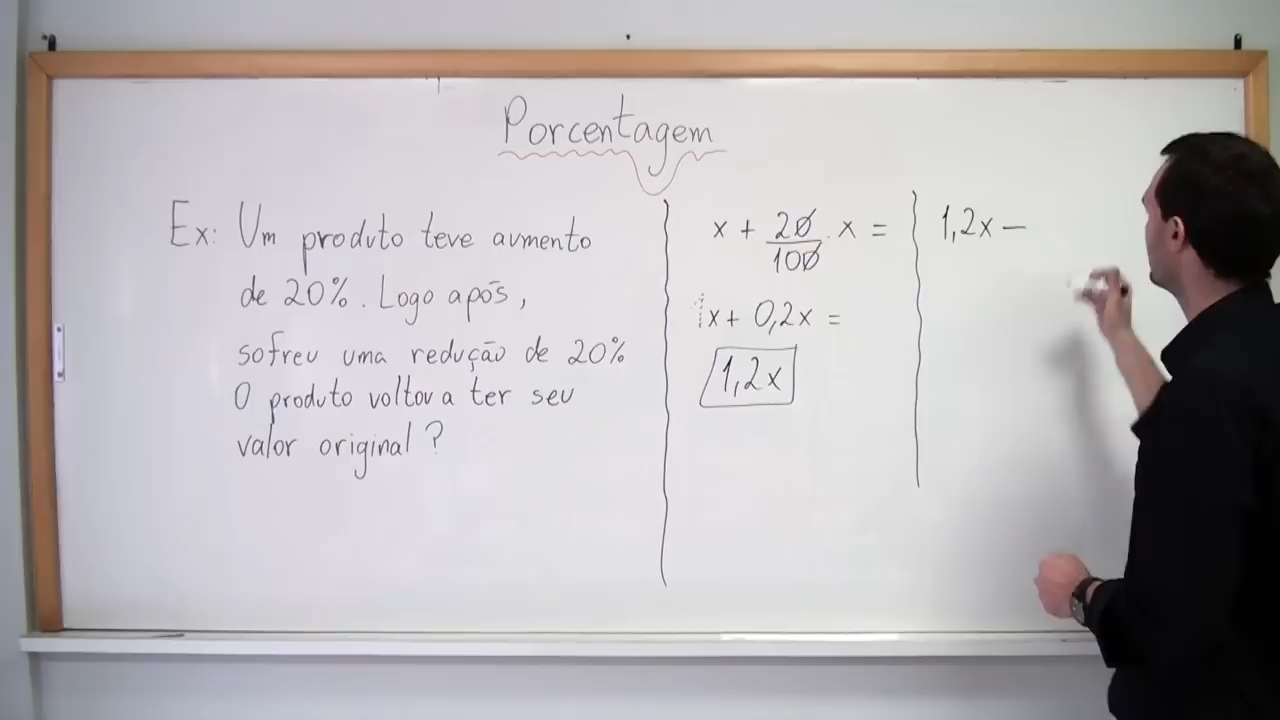 Porcentagem
Ex: Um produto teve aumento
de 20%. Logo após,
sofreu uma redução de 20%
O produto voltou a ter seu
valor original?
x + 20/100 . x =
1x + 0,2x =
1,2x
1,2x —